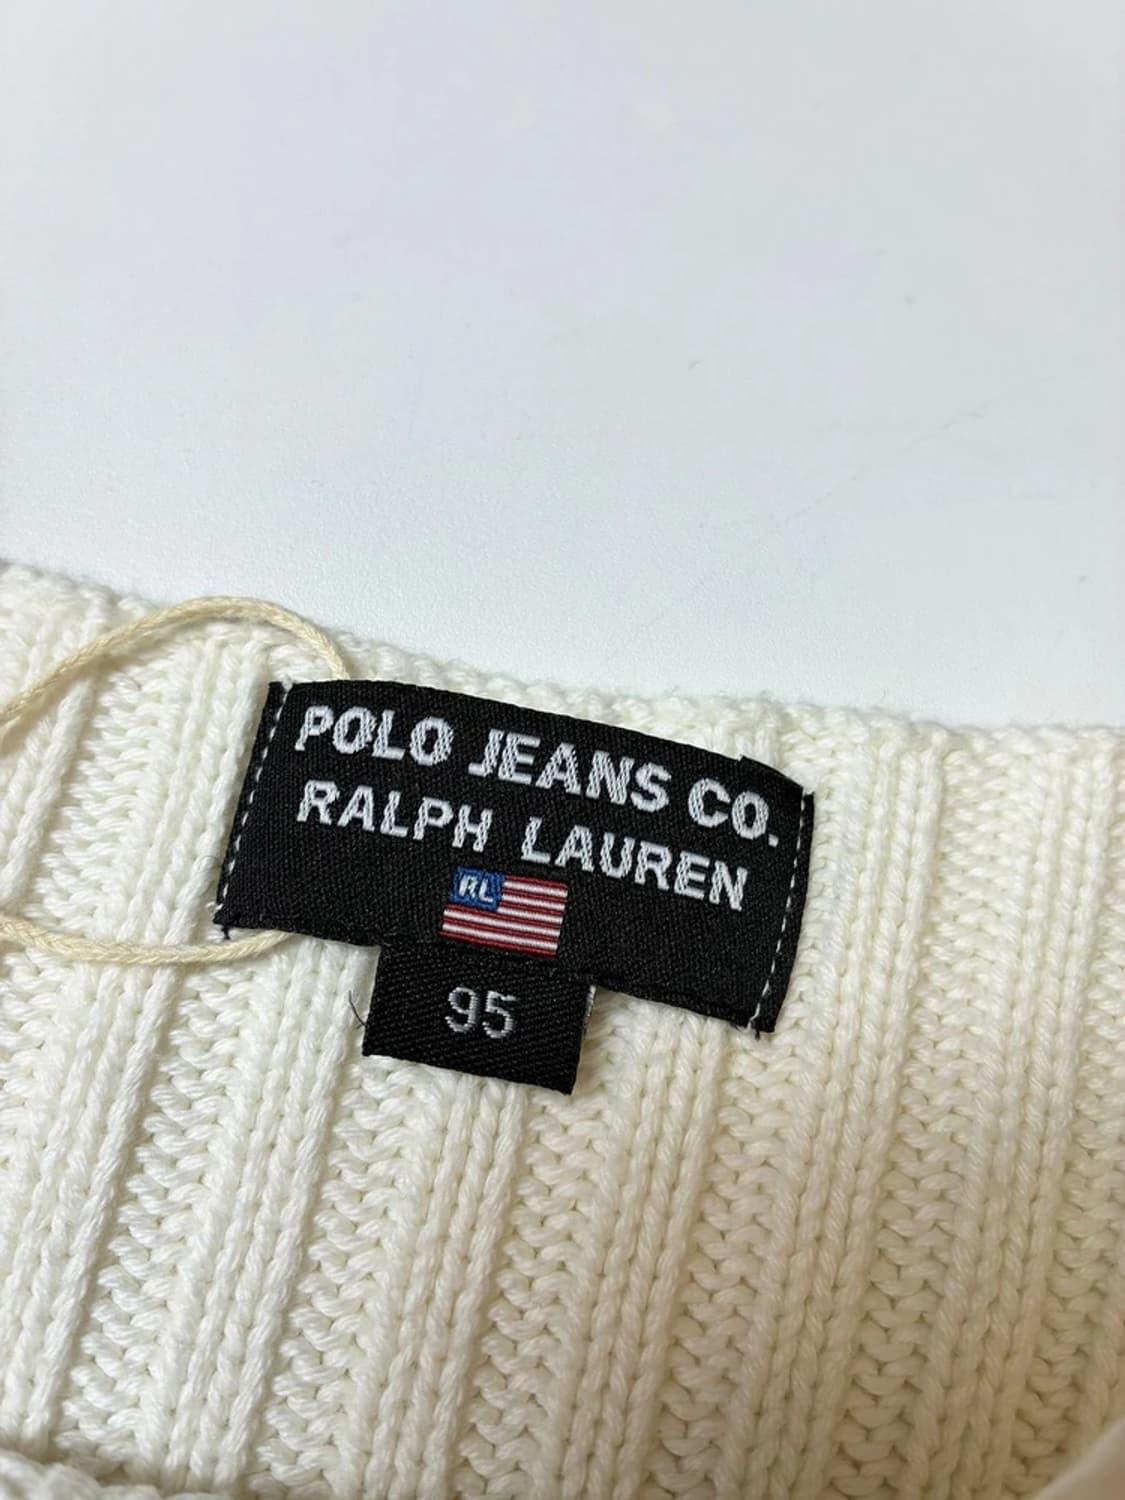 POLO JEANS CO.
RALPH LAUREN
RL
95